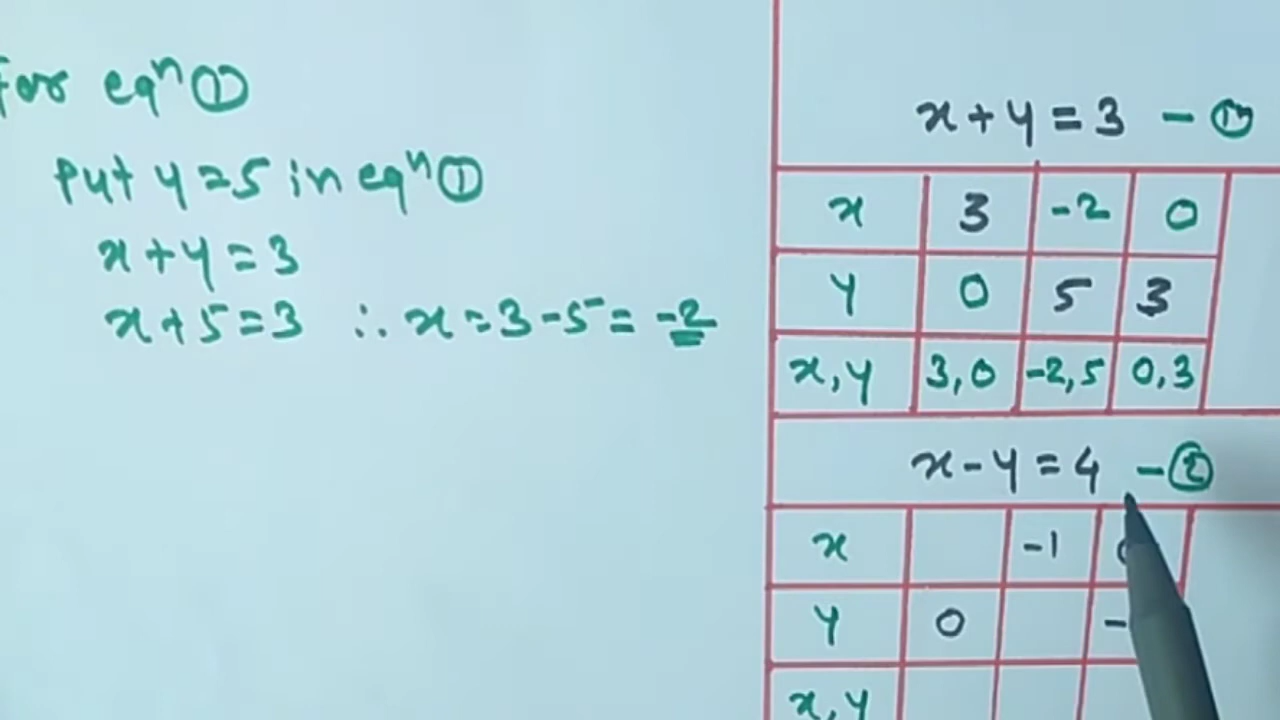 For eqⁿ ①
Put y=5 in eqⁿ ①
x+y=3
x+5=3 ∴ x=3-5=-2
x+y=3 - ①
x 3 -2 0
y 0 5 3
x,y 3,0 -2,5 0,3
x-y=4 - ②
x -1
y 0 -
x,y